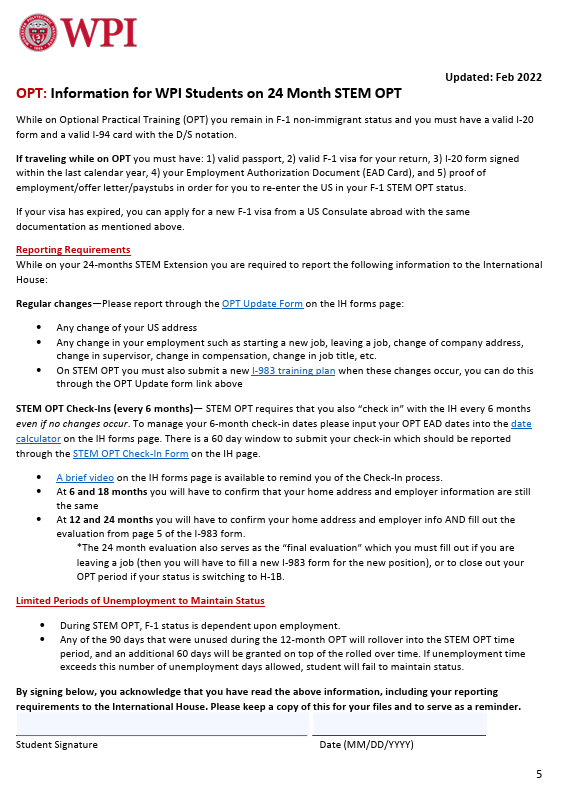 WPI
Updated: Feb 2022
OPT: Information for WPI Students on 24 Month STEM OPT
While on Optional Practical Training (OPT) you remain in F-1 non-immigrant status and you must have a valid I-20
form and a valid I-94 card with the D/S notation.
If traveling while on OPT you must have: 1) valid passport, 2) valid F-1 visa for your return, 3) I-20 form signed
within the last calendar year, 4) your Employment Authorization Document (EAD Card), and 5) proof of
employment/offer letter/paystubs in order for you to re-enter the US in your F-1 STEM OPT status.
If your visa has expired, you can apply for a new F-1 visa from a US Consulate abroad with the same
documentation as mentioned above.
Reporting Requirements
While on your 24-months STEM Extension you are required to report the following information to the International
House:
Regular changes—Please report through the OPT Update Form on the IH forms page:
• Any change of your US address
• Any change in your employment such as starting a new job, leaving a job, change of company address,
change in supervisor, change in compensation, change in job title, etc.
• On STEM OPT you must also submit a new I-983 training plan when these changes occur, you can do this
through the OPT Update form link above
STEM OPT Check-Ins (every 6 months)— STEM OPT requires that you also “check in” with the IH every 6 months
even if no changes occur. To manage your 6-month check-in dates please input your OPT EAD dates into the date
calculator on the IH forms page. There is a 60 day window to submit your check-in which should be reported
through the STEM OPT Check-In Form on the IH page.
• A brief video on the IH forms page is available to remind you of the Check-In process.
• At 6 and 18 months you will have to confirm that your home address and employer information are still
the same
• At 12 and 24 months you will have to confirm your home address and employer info AND fill out the
evaluation from page 5 of the I-983 form.
*The 24 month evaluation also serves as the “final evaluation” which you must fill out if you are
leaving a job (then you will have to fill a new I-983 form for the new position), or to close out your
OPT period if your status is switching to H-1B.
Limited Periods of Unemployment to Maintain Status
• During STEM OPT, F-1 status is dependent upon employment.
• Any of the 90 days that were unused during the 12-month OPT will rollover into the STEM OPT time
period, and an additional 60 days will be granted on top of the rolled over time. If unemployment time
exceeds this number of unemployment days allowed, student will fail to maintain status.
By signing below, you acknowledge that you have read the above information, including your reporting
requirements to the International House. Please keep a copy of this for your files and to serve as a reminder.
Student Signature Date (MM/DD/YYYY)
5